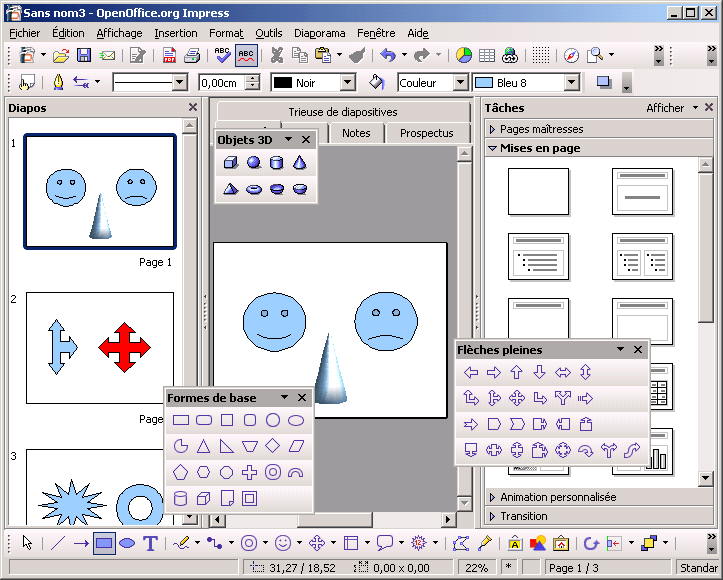 Sans nom3 - OpenOffice.org Impress
Fichier Édition Affichage Insertion Format Outils Diaporama Fenêtre Aide
ABC ABC
0,00cm Noir Couleur Bleu 8
Diapos
Trieuse de diapositives
Notes Prospectus
Tâches Afficher
Pages maîtresses
Mises en page
Objets 3D
1
Page 1
2
Page
3
Formes de base
Flèches pleines
Animation personnalisée
Transition
31,27 / 18,52 0,00 x 0,00 22% * Page 1 / 3 Standar